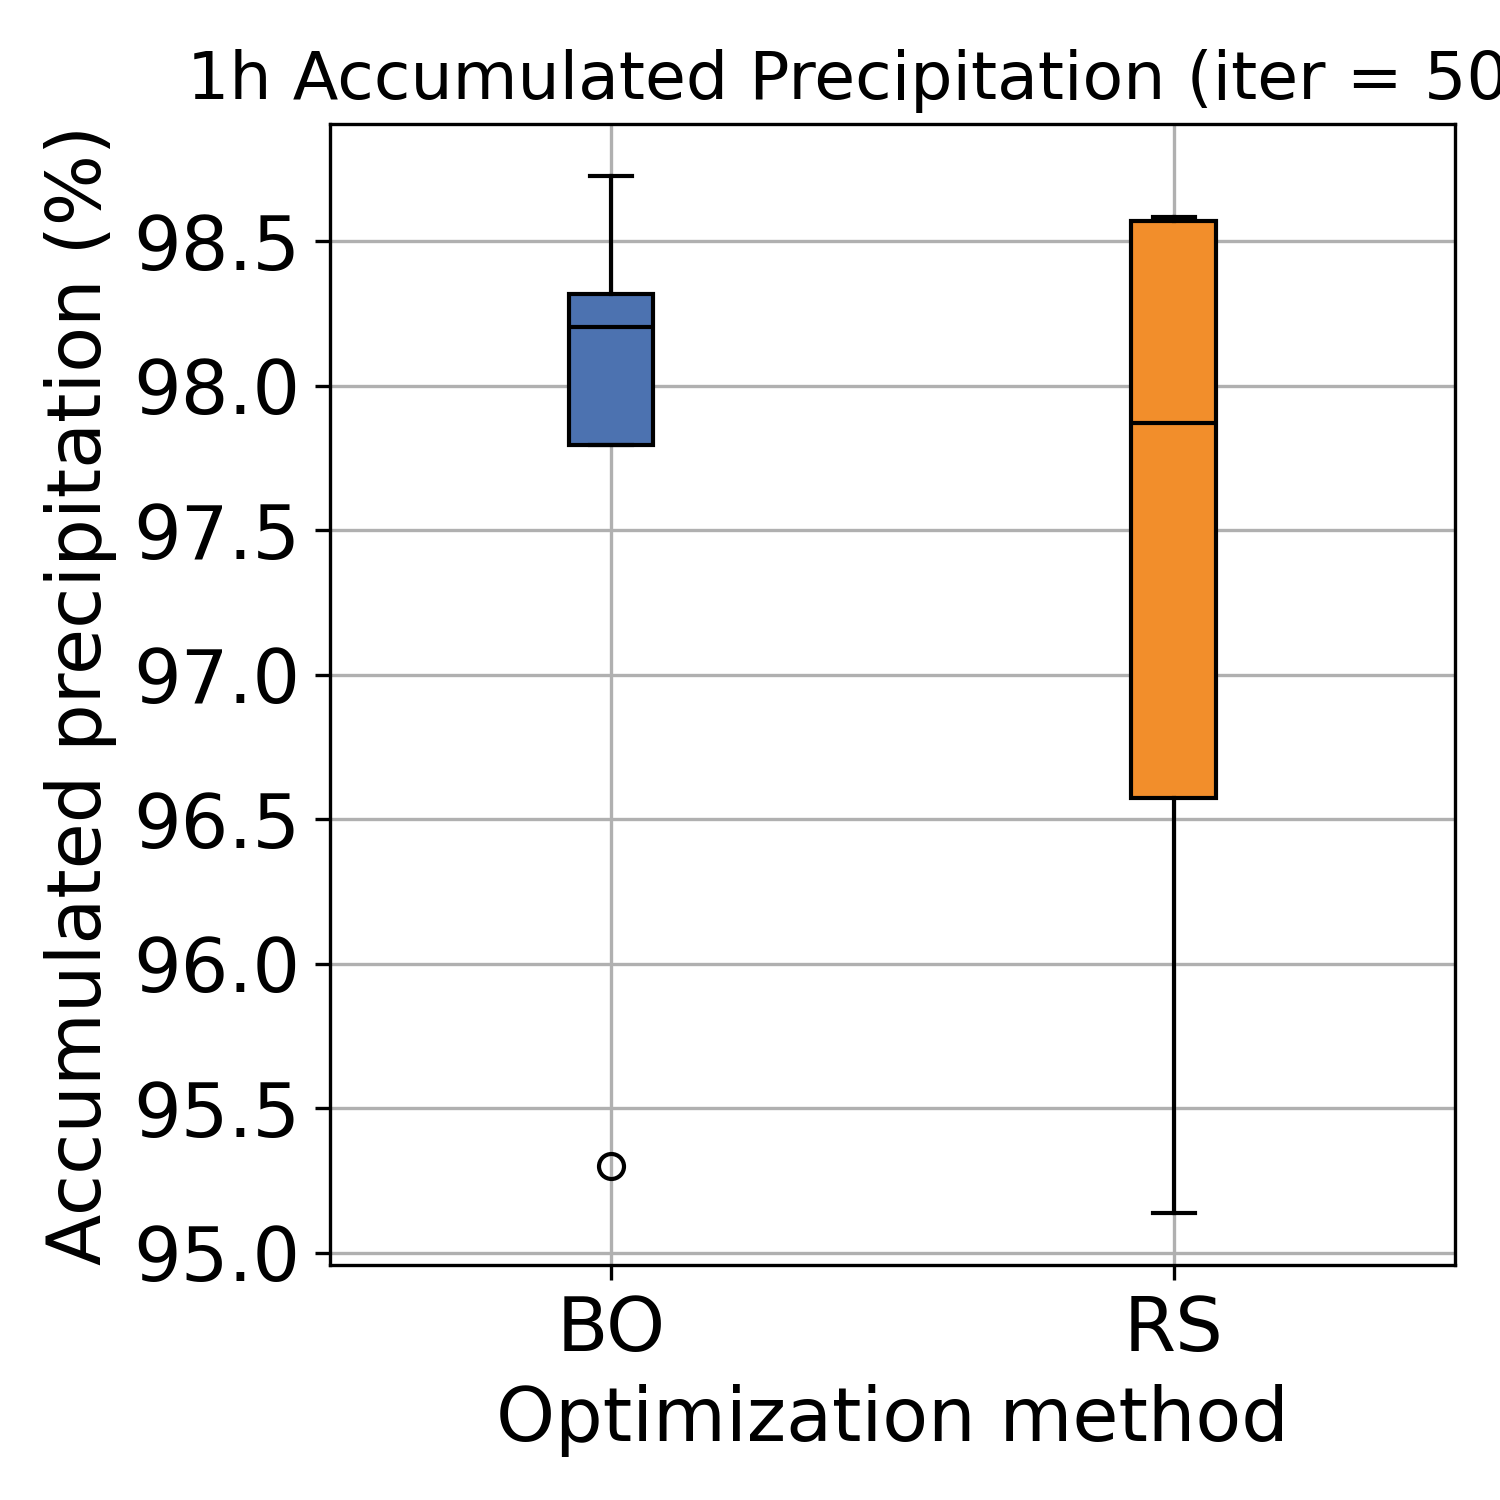 1h Accumulated Precipitation (iter = 50
Accumulated precipitation (%)
98.5
98.0
97.5
97.0
96.5
96.0
95.5
95.0
BO RS
Optimization method